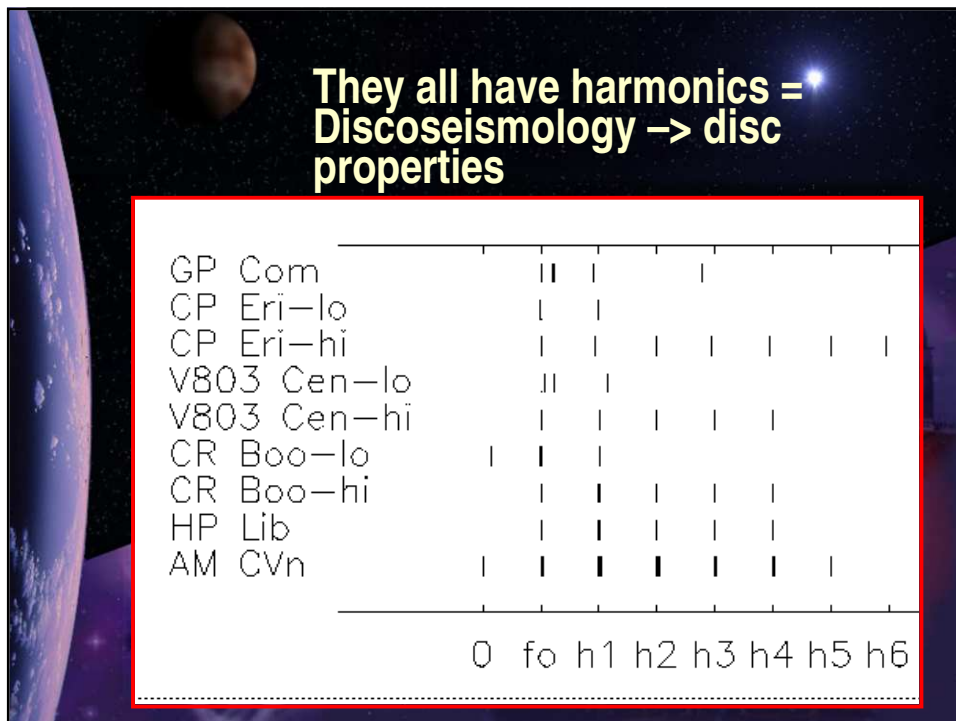 They all have harmonics =
Discoseismology –> disc
properties
GP Com
CP Eri–lo
CP Eri–hi
V803 Cen–lo
V803 Cen–hi
CR Boo–lo
CR Boo–hi
HP Lib
AM CVn
0 fo h1 h2 h3 h4 h5 h6